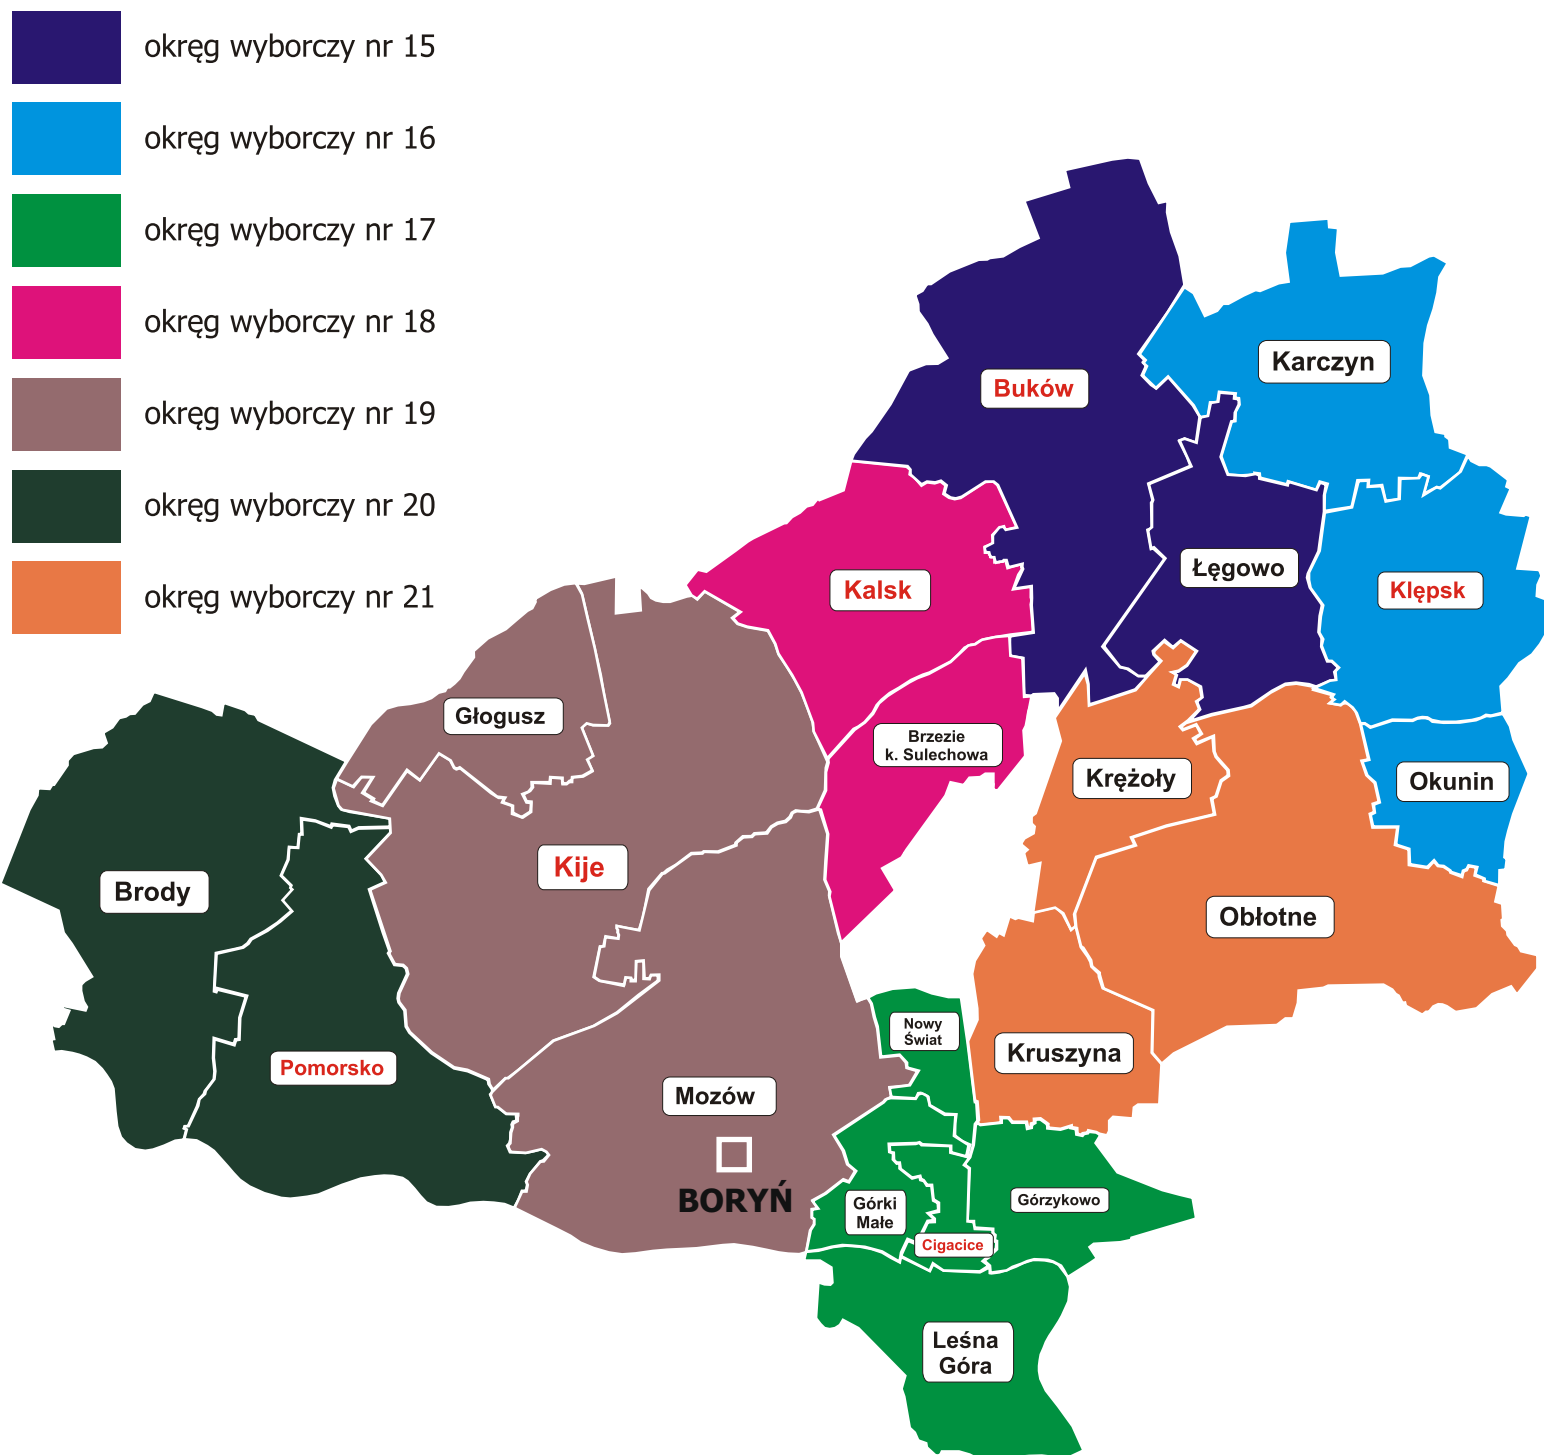 okręg wyborczy nr 15
okręg wyborczy nr 16
okręg wyborczy nr 17
okręg wyborczy nr 18
okręg wyborczy nr 19
okręg wyborczy nr 20
okręg wyborczy nr 21
Karczyn
Buków
Łęgowo
Kalsk
Klępsk
Głogusz
Brzezie
k. Sulechowa
Krężoły
Okunin
Kije
Brody
Obłotne
Nowy
Świat
Kruszyna
Pomorsko
Mozów
BORYŃ
Górki
Małe
Górzykowo
Cigacice
Leśna
Góra